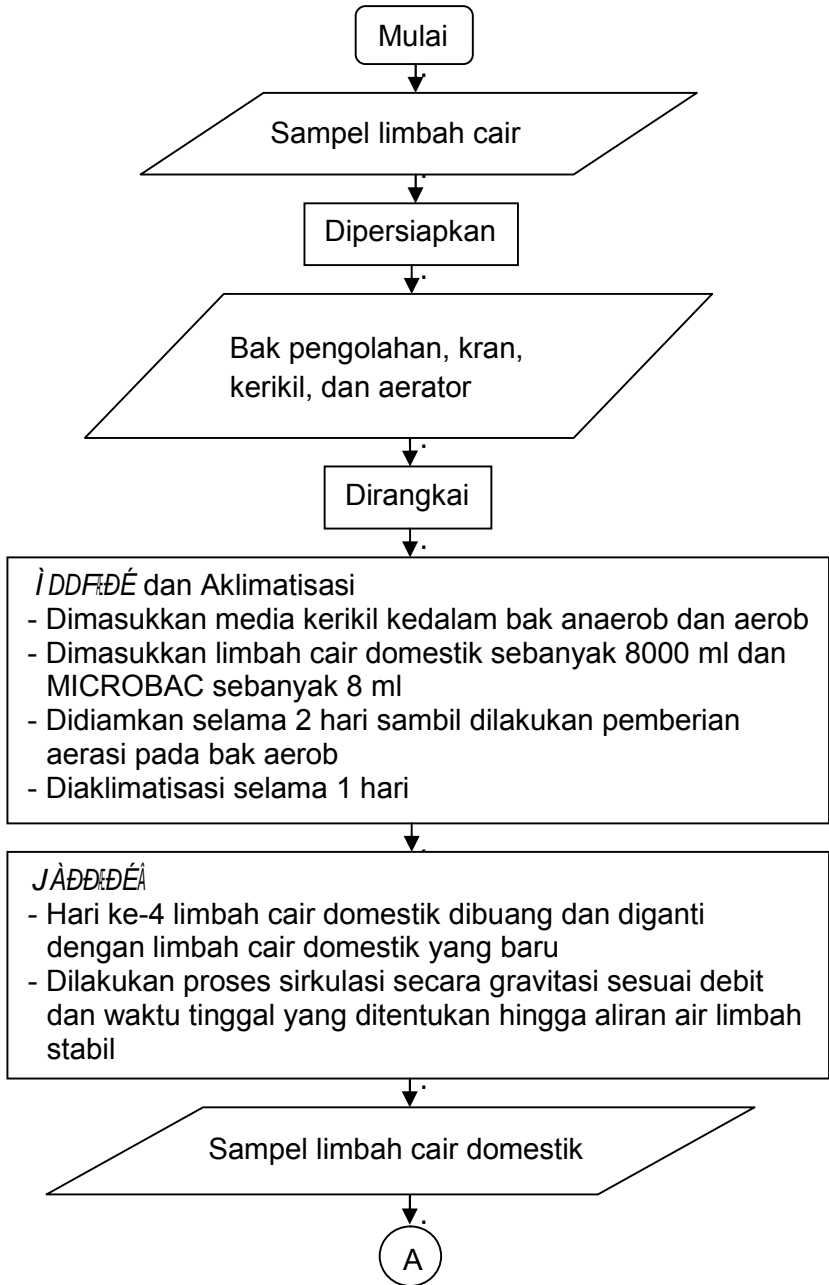 Mulai
Sampel limbah cair
Dipersiapkan
Bak pengolahan, kran,
kerikil, dan aerator
Dirangkai
dan Aklimatisasi
- Dimasukkan media kerikil kedalam bak anaerob dan aerob
- Dimasukkan limbah cair domestik sebanyak 8000 ml dan
MICROBAC sebanyak 8 ml
- Didiamkan selama 2 hari sambil dilakukan pemberian
aerasi pada bak aerob
- Diaklimatisasi selama 1 hari
- Hari ke-4 limbah cair domestik dibuang dan diganti
dengan limbah cair domestik yang baru
- Dilakukan proses sirkulasi secara gravitasi sesuai debit
dan waktu tinggal yang ditentukan hingga aliran air limbah
stabil
Sampel limbah cair domestik
A